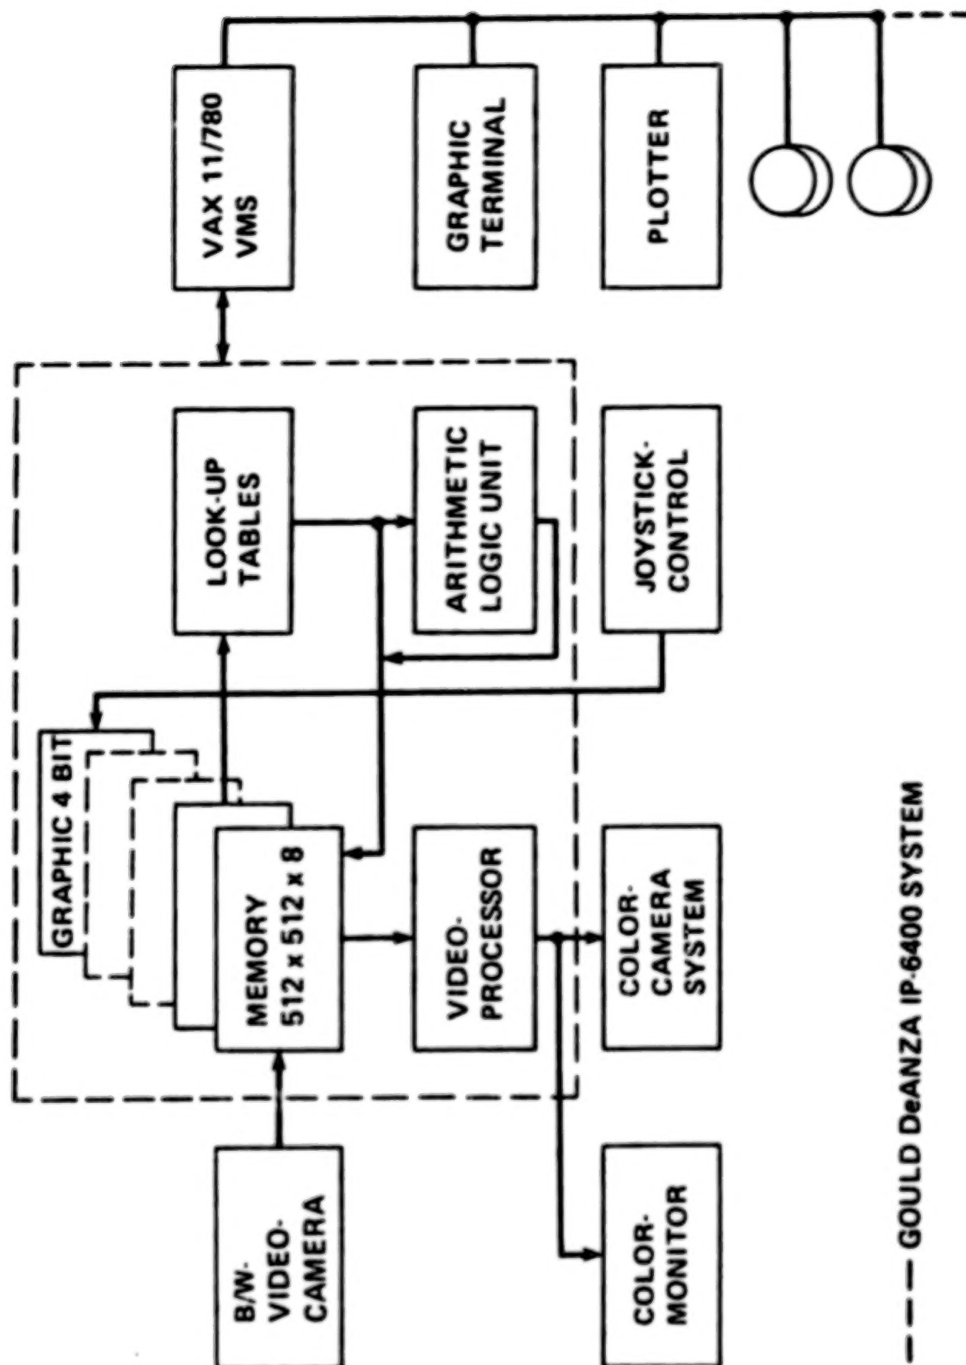 B/W-
VIDEO-
CAMERA
GRAPHIC 4 BIT
MEMORY
512 x 512 x 8
LOOK-UP
TABLES
VAX 11/780
VMS
VIDEO-
PROCESSOR
ARITHMETIC
LOGIC UNIT
GRAPHIC
TERMINAL
COLOR-
MONITOR
COLOR-
CAMERA
SYSTEM
JOYSTICK-
CONTROL
PLOTTER
GOULD DeANZA IP-6400 SYSTEM